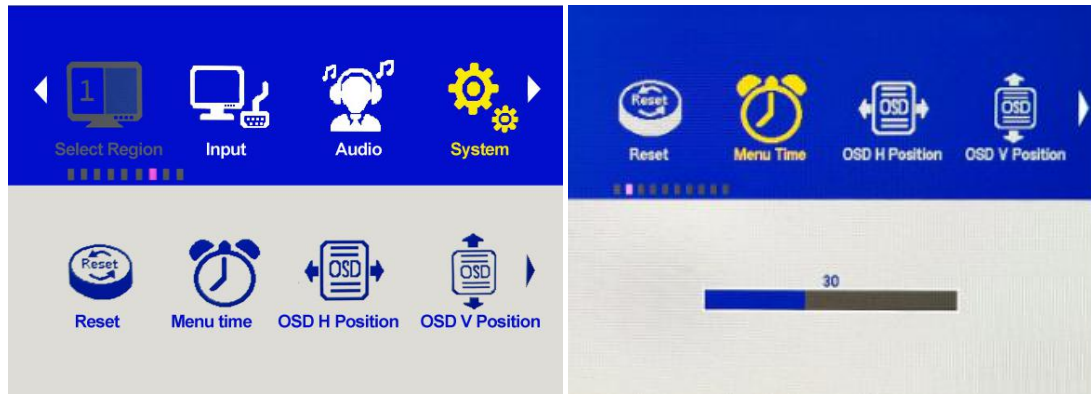 1
Select Region
Input
Audio
System
Reset
OSD
OSD
Reset
Menu time
OSD H Position
OSD V Position
Reset
OSD
OSD
Reset
Menu Time
OSD H Position
OSD V Position
30